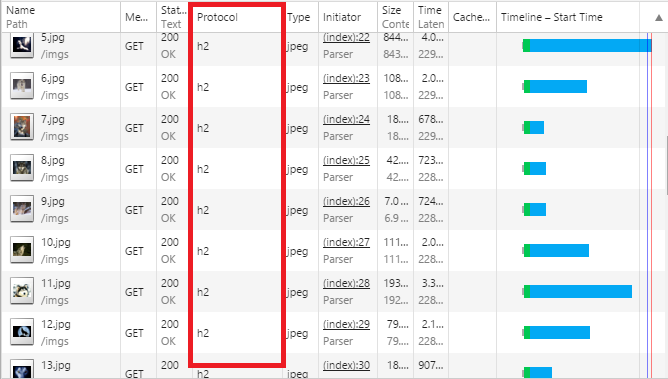 Name Me... Stat... Protocol Type Initiator Size Time Cache... Timeline – Start Time
Path Text Conte Laten
5.jpg GET 200 h2 jpeg (index):22 844... 4.0...
/imgs OK Parser 843... 229...
6.jpg GET 200 h2 jpeg (index):23 108... 2.0...
/imgs OK Parser 108... 229...
7.jpg GET 200 h2 jpeg (index):24 18.... 678...
/imgs OK Parser 18.... 229...
8.jpg GET 200 h2 jpeg (index):25 42.... 723...
/imgs OK Parser 42.... 228...
9.jpg GET 200 h2 jpeg (index):26 7.0 ... 724...
/imgs OK Parser 6.9 ... 228...
10.jpg GET 200 h2 jpeg (index):27 111... 2.0...
/imgs OK Parser 111... 228...
11.jpg GET 200 h2 jpeg (index):28 193... 3.3...
/imgs OK Parser 192... 228...
12.jpg GET 200 h2 jpeg (index):29 79.... 2.1...
/imgs OK Parser 79.... 228...
13.jpg GET 200 h2 jpeg (index):30 18.... 907...